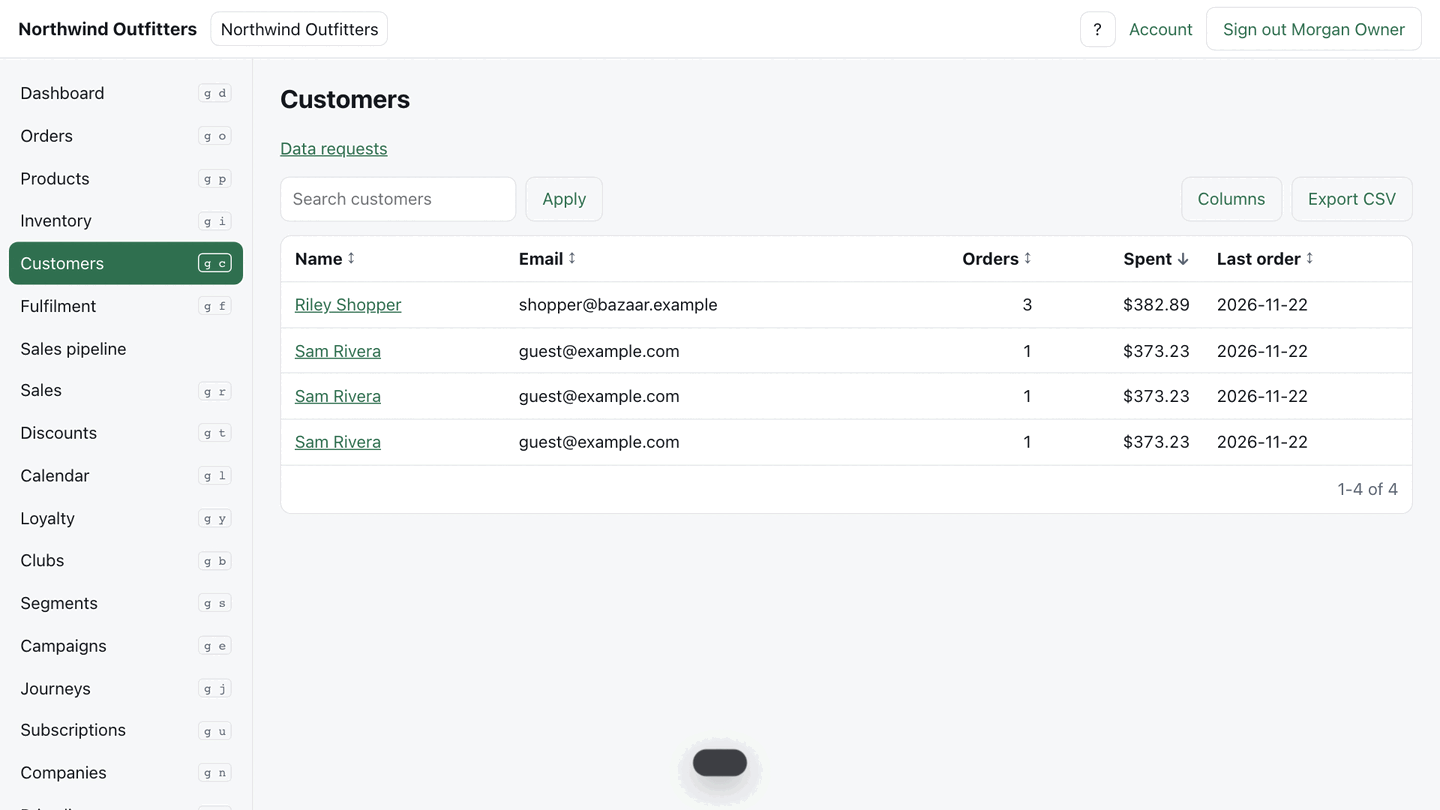 Northwind Outfitters Northwind Outfitters ? Account Sign out Morgan Owner
Dashboard g d
Orders g o
Products g p
Inventory g i
Customers g c
Fulfilment g f
Sales pipeline
Sales g r
Discounts g t
Calendar g l
Loyalty g y
Clubs g b
Segments g s
Campaigns g e
Journeys g j
Subscriptions g u
Companies g n
Customers
Data requests
Search customers Apply Columns Export CSV
Name ↕ Email ↕ Orders ↕ Spent ↓ Last order ↕
Riley Shopper shopper@bazaar.example 3 $382.89 2026-11-22
Sam Rivera guest@example.com 1 $373.23 2026-11-22
Sam Rivera guest@example.com 1 $373.23 2026-11-22
Sam Rivera guest@example.com 1 $373.23 2026-11-22
1-4 of 4